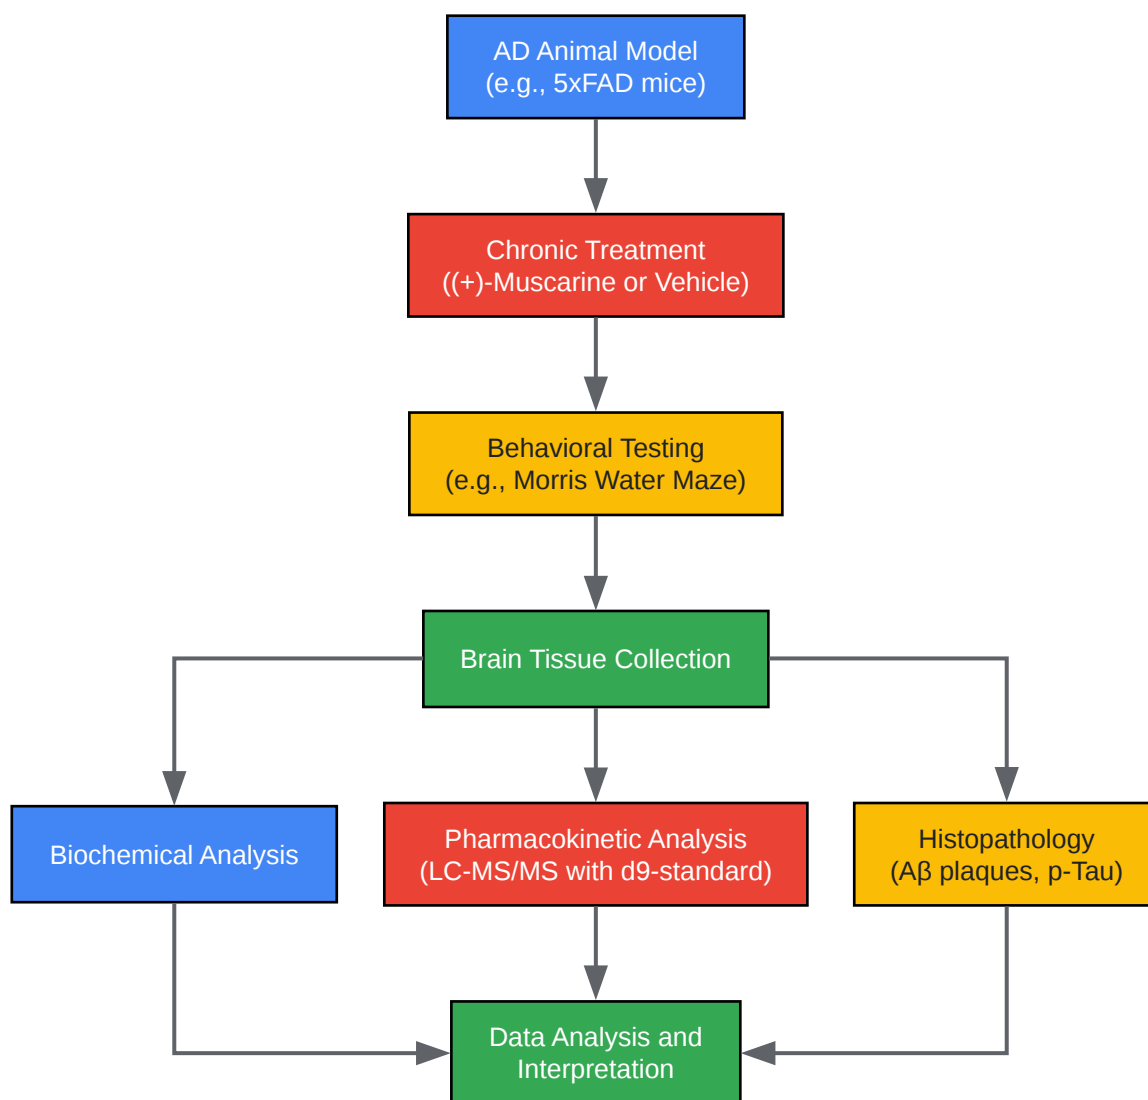 AD Animal Model
(e.g., 5xFAD mice)
Chronic Treatment
((+)-Muscarine or Vehicle)
Behavioral Testing
(e.g., Morris Water Maze)
Brain Tissue Collection
Biochemical Analysis
Pharmacokinetic Analysis
(LC-MS/MS with d9-standard)
Histopathology
(Aβ plaques, p-Tau)
Data Analysis and
Interpretation